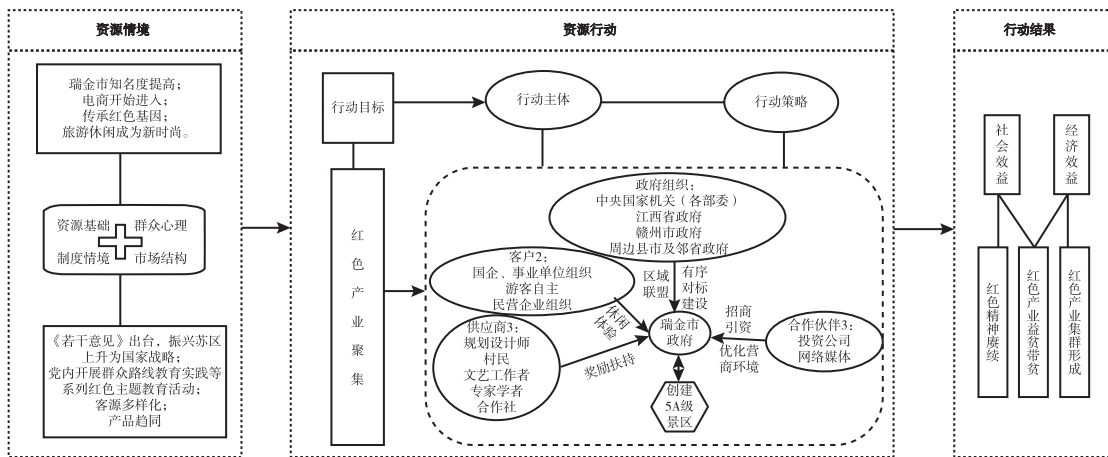 资源情境
瑞金市知名度提高；
电商开始进入；
传承红色基因；
旅游休闲成为新时尚。
资源基础 群众心理
制度情境 市场结构
《若干意见》出台，振兴苏区
上升为国家战略；
党内开展群众路线教育实践等
系列红色主题教育活动；
客源多样化；
产品趋同
资源行动
行动目标
行动主体
行动策略
红色产业聚集
政府组织：
中央国家机关（各部委）
江西省政府
赣州市政府
周边县市及邻省政府
客户2：
国企、事业单位组织
游客自主
民营企业组织
供应商3：
规划设计师
村民
文艺工作者
专家学者
合作社
区域
联盟
有序
对标
建设
休闲
体验
奖励扶持
瑞金市
政府
招商
引资
优化营
商环境
合作伙伴3：
投资公司
网络媒体
创建
5A级
景区
行动结果
社会效益
经济效益
红色精神赓续
红色产业益贫带贫
红色产业集群形成